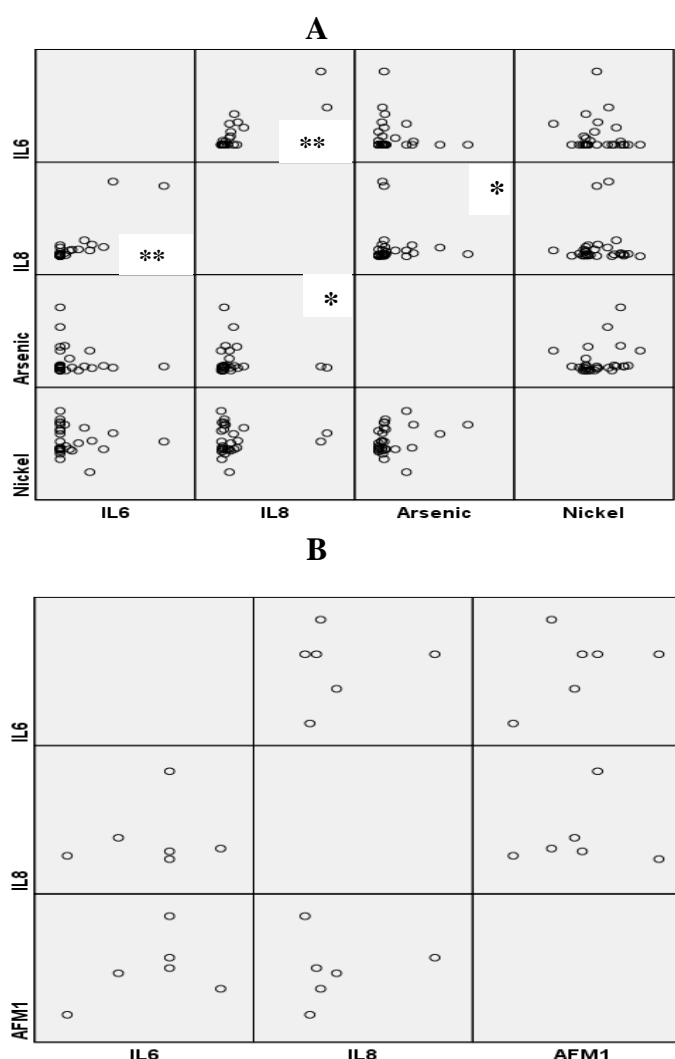 A
IL6
**
IL8
*
**
Arsenic
*
Nickel
IL6 IL8 Arsenic Nickel
B
IL6
IL8
AFM1
IL6 IL8 AFM1